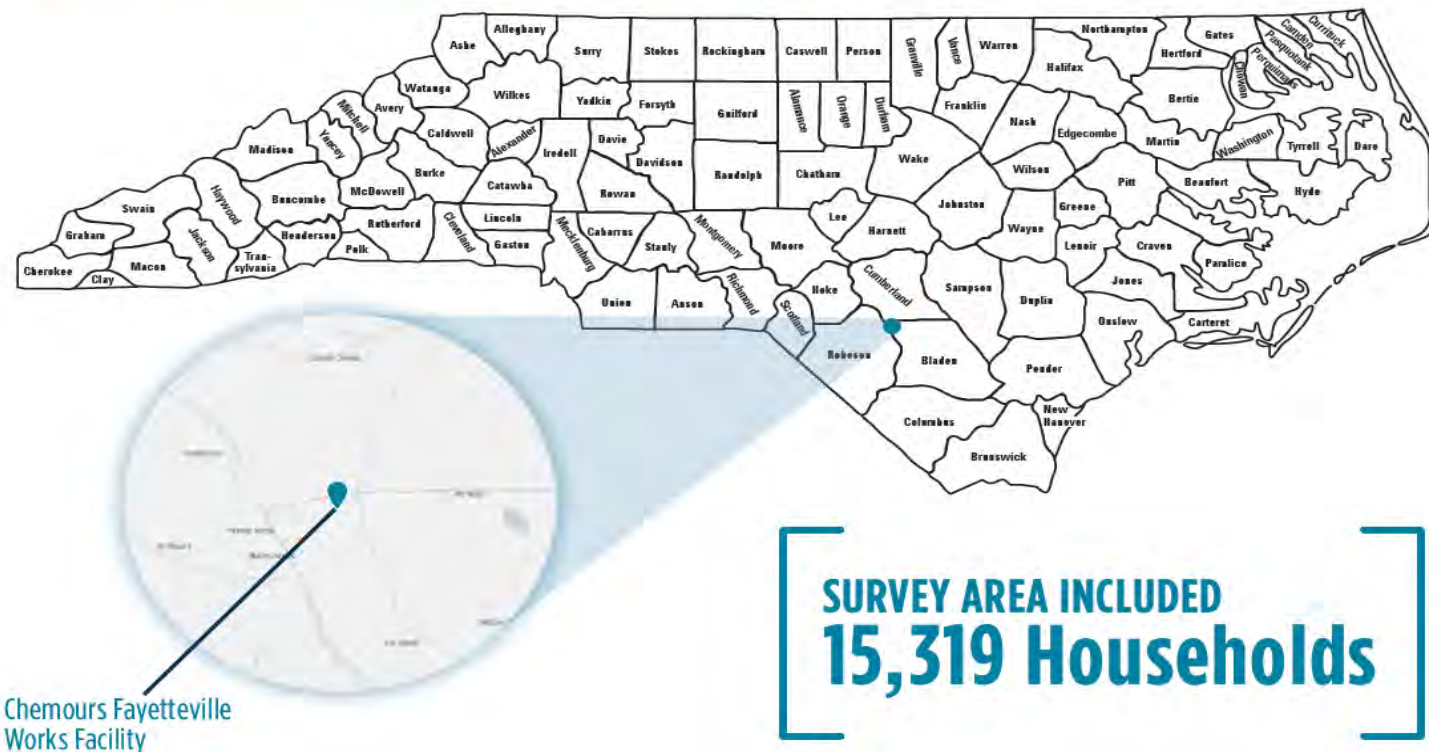 Alleghany
Ashe
Surry
Stokes
Rockingham
Caswell
Person
Granville
Vance
Warren
Northampton
Gates
Hertford
Camden
Currituck
Pasquotank
Perquimans
Chowan
Halifax
Bertie
Watanga
Wilkes
Yadkin
Forsyth
Guilford
Alamance
Orange
Durham
Franklin
Nash
Edgecombe
Martin
Washington
Tyrrell
Dare
Mitchell
Avery
Caldwell
Alexander
Iredell
Davie
Davidson
Randolph
Chatham
Wake
Wilson
Pitt
Beaufort
Hyde
Madison
Yancey
Burke
McDowell
Catawba
Rowan
Lee
Johnston
Greene
Swain
Haywood
Buncombe
Rutherford
Cleveland
Lincoln
Gaston
Mecklenburg
Cabarrus
Stanly
Montgomery
Moore
Harnett
Wayne
Lenoir
Craven
Pamlico
Graham
Jackson
Henderson
Polk
Tran-
sylvania
Cherokee
Clay
Macon
Union
Anson
Richmond
Scotland
Hoke
Cumberland
Sampson
Duplin
Jones
Onslow
Carteret
Robeson
Bladen
Pender
Columbus
New
Hanover
Brunswick
SURVEY AREA INCLUDED
15,319 Households
Chemours Fayetteville
Works Facility